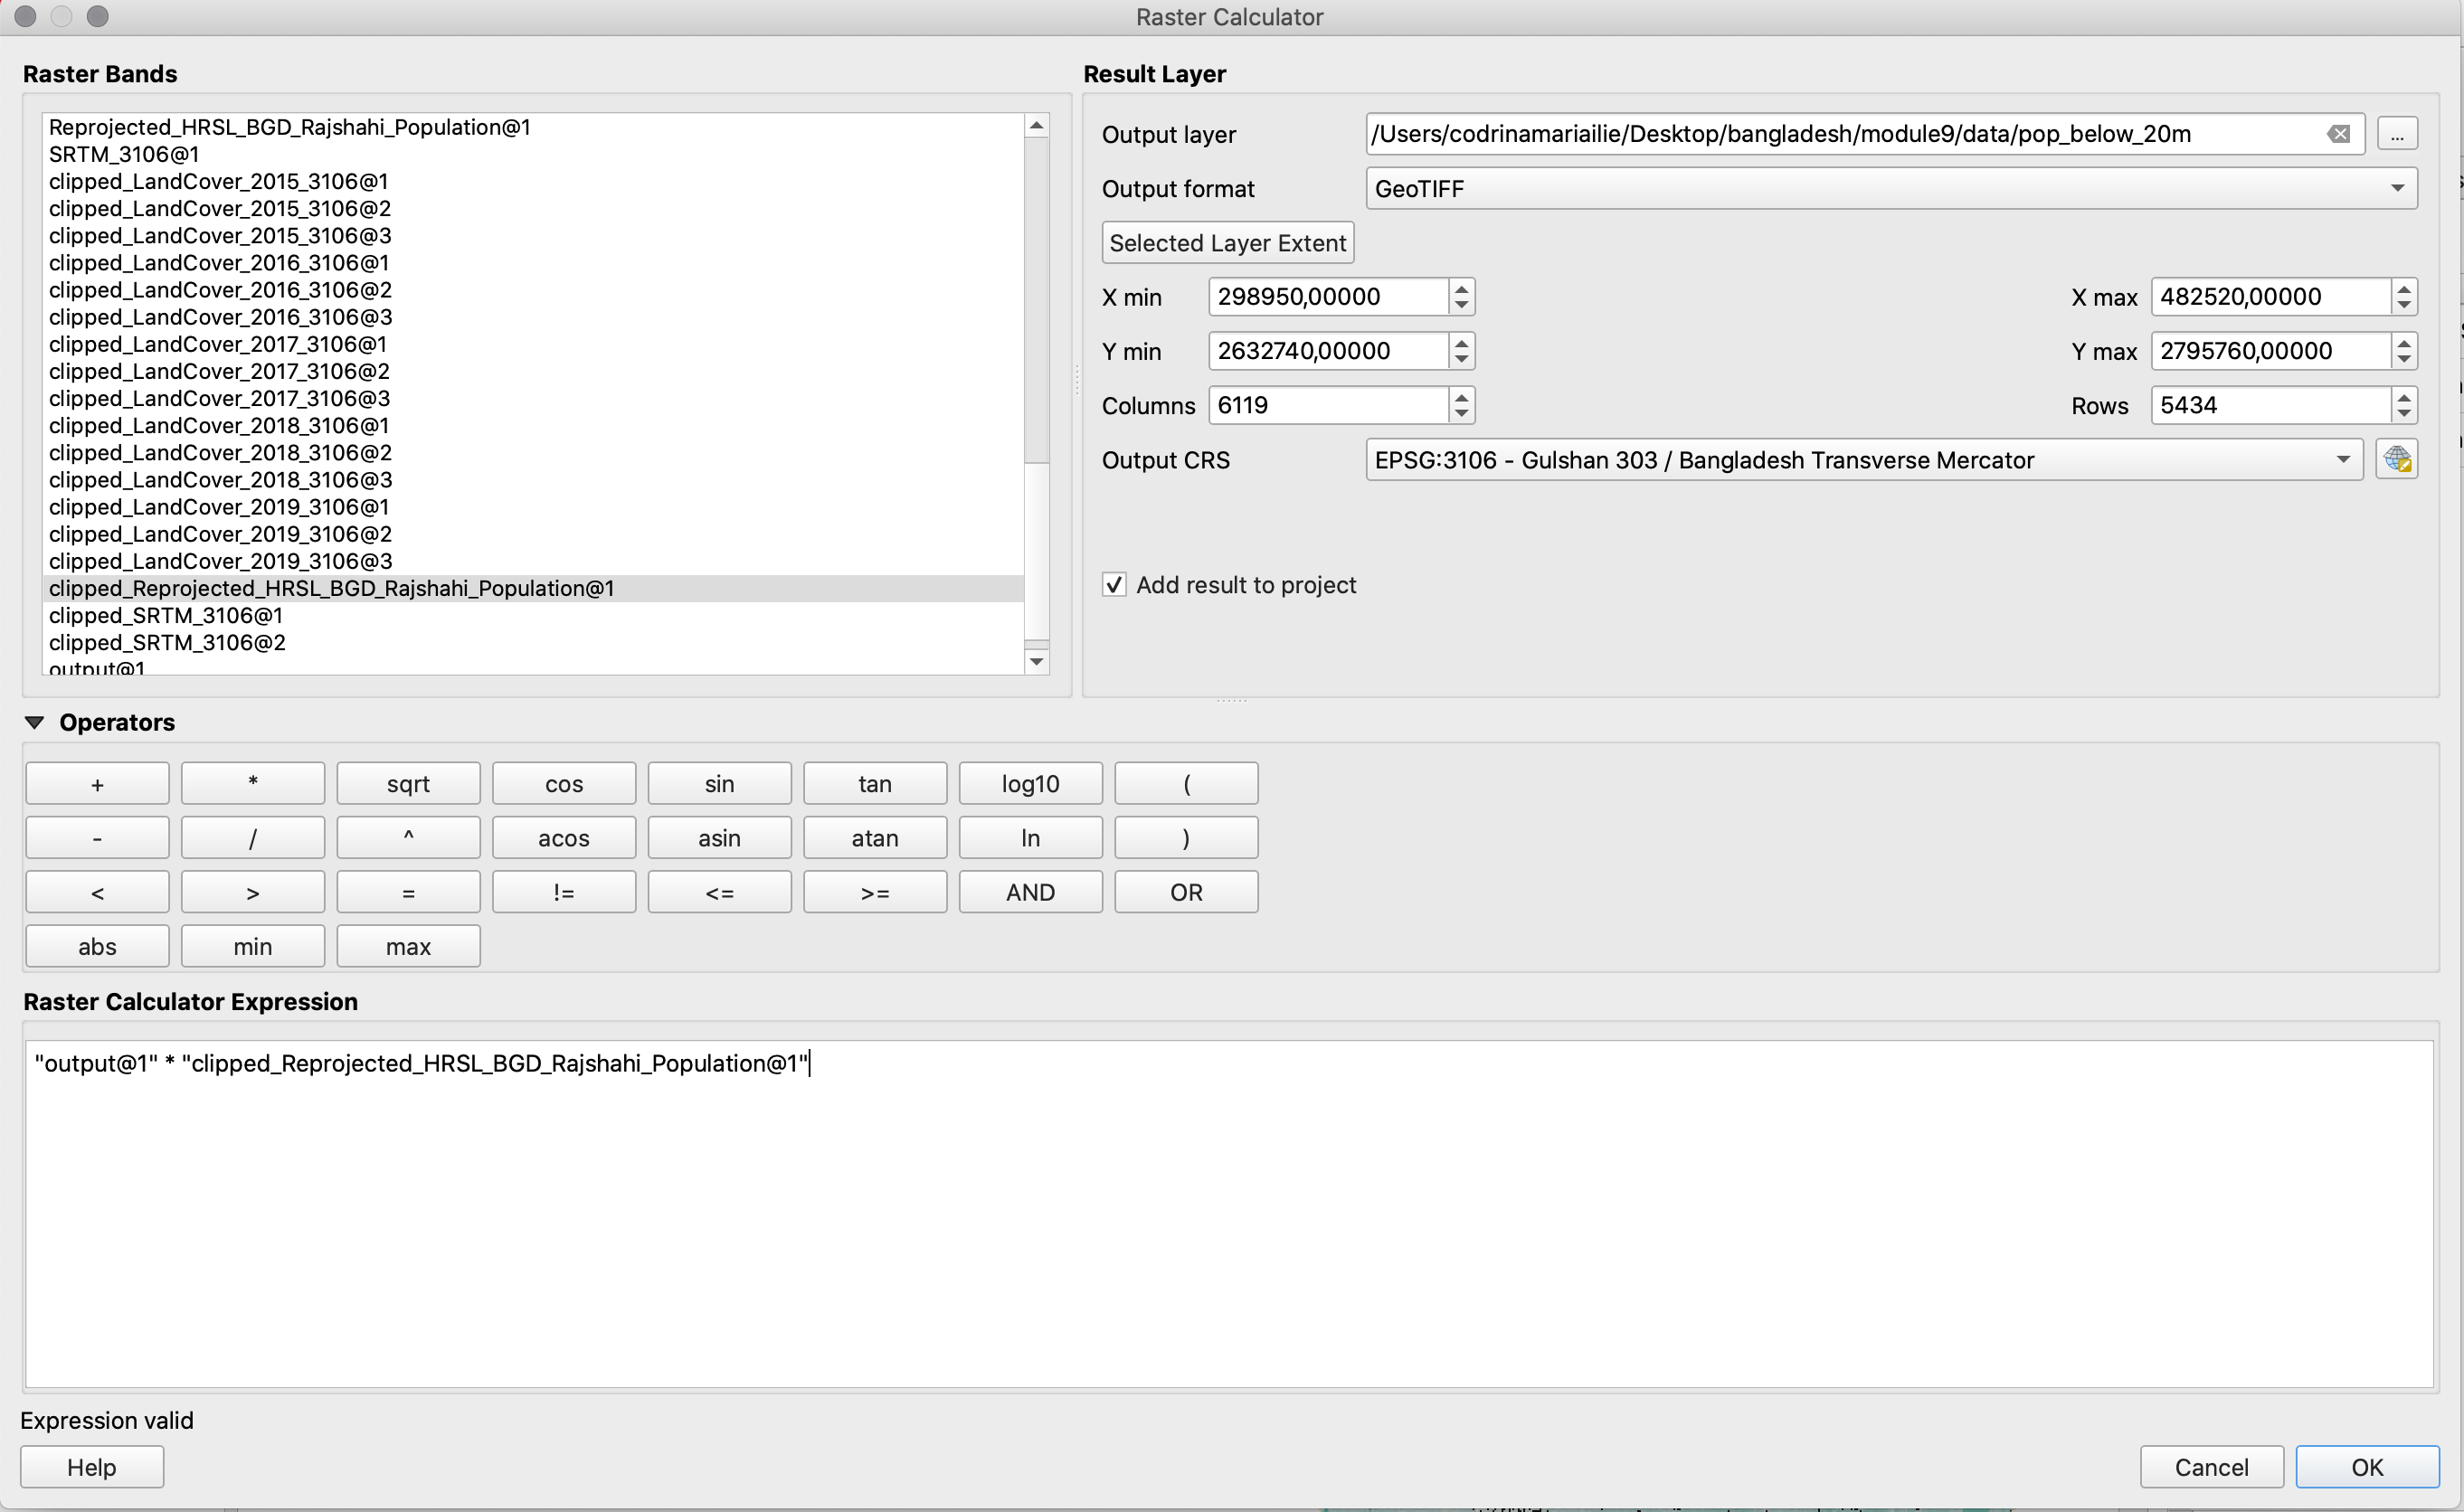 Raster Calculator
Raster Bands
Reprojected_HRSL_BGD_Rajshahi_Population@1
SRTM_3106@1
clipped_LandCover_2015_3106@1
clipped_LandCover_2015_3106@2
clipped_LandCover_2015_3106@3
clipped_LandCover_2016_3106@1
clipped_LandCover_2016_3106@2
clipped_LandCover_2016_3106@3
clipped_LandCover_2017_3106@1
clipped_LandCover_2017_3106@2
clipped_LandCover_2017_3106@3
clipped_LandCover_2018_3106@1
clipped_LandCover_2018_3106@2
clipped_LandCover_2018_3106@3
clipped_LandCover_2019_3106@1
clipped_LandCover_2019_3106@2
clipped_LandCover_2019_3106@3
clipped_Reprojected_HRSL_BGD_Rajshahi_Population@1
clipped_SRTM_3106@1
clipped_SRTM_3106@2
output@1
Result Layer
Output layer /Users/codrinamariailie/Desktop/bangladesh/module9/data/pop_below_20m ...
Output format GeoTIFF
Selected Layer Extent
X min 298950,00000 X max 482520,00000
Y min 2632740,00000 Y max 2795760,00000
Columns 6119 Rows 5434
Output CRS EPSG:3106 - Gulshan 303 / Bangladesh Transverse Mercator
Add result to project
Operators
+ * sqrt cos sin tan log10 (
- / ^ acos asin atan ln )
< > = != <= >= AND OR
abs min max
Raster Calculator Expression
"output@1" * "clipped_Reprojected_HRSL_BGD_Rajshahi_Population@1"
Expression valid
Help Cancel OK